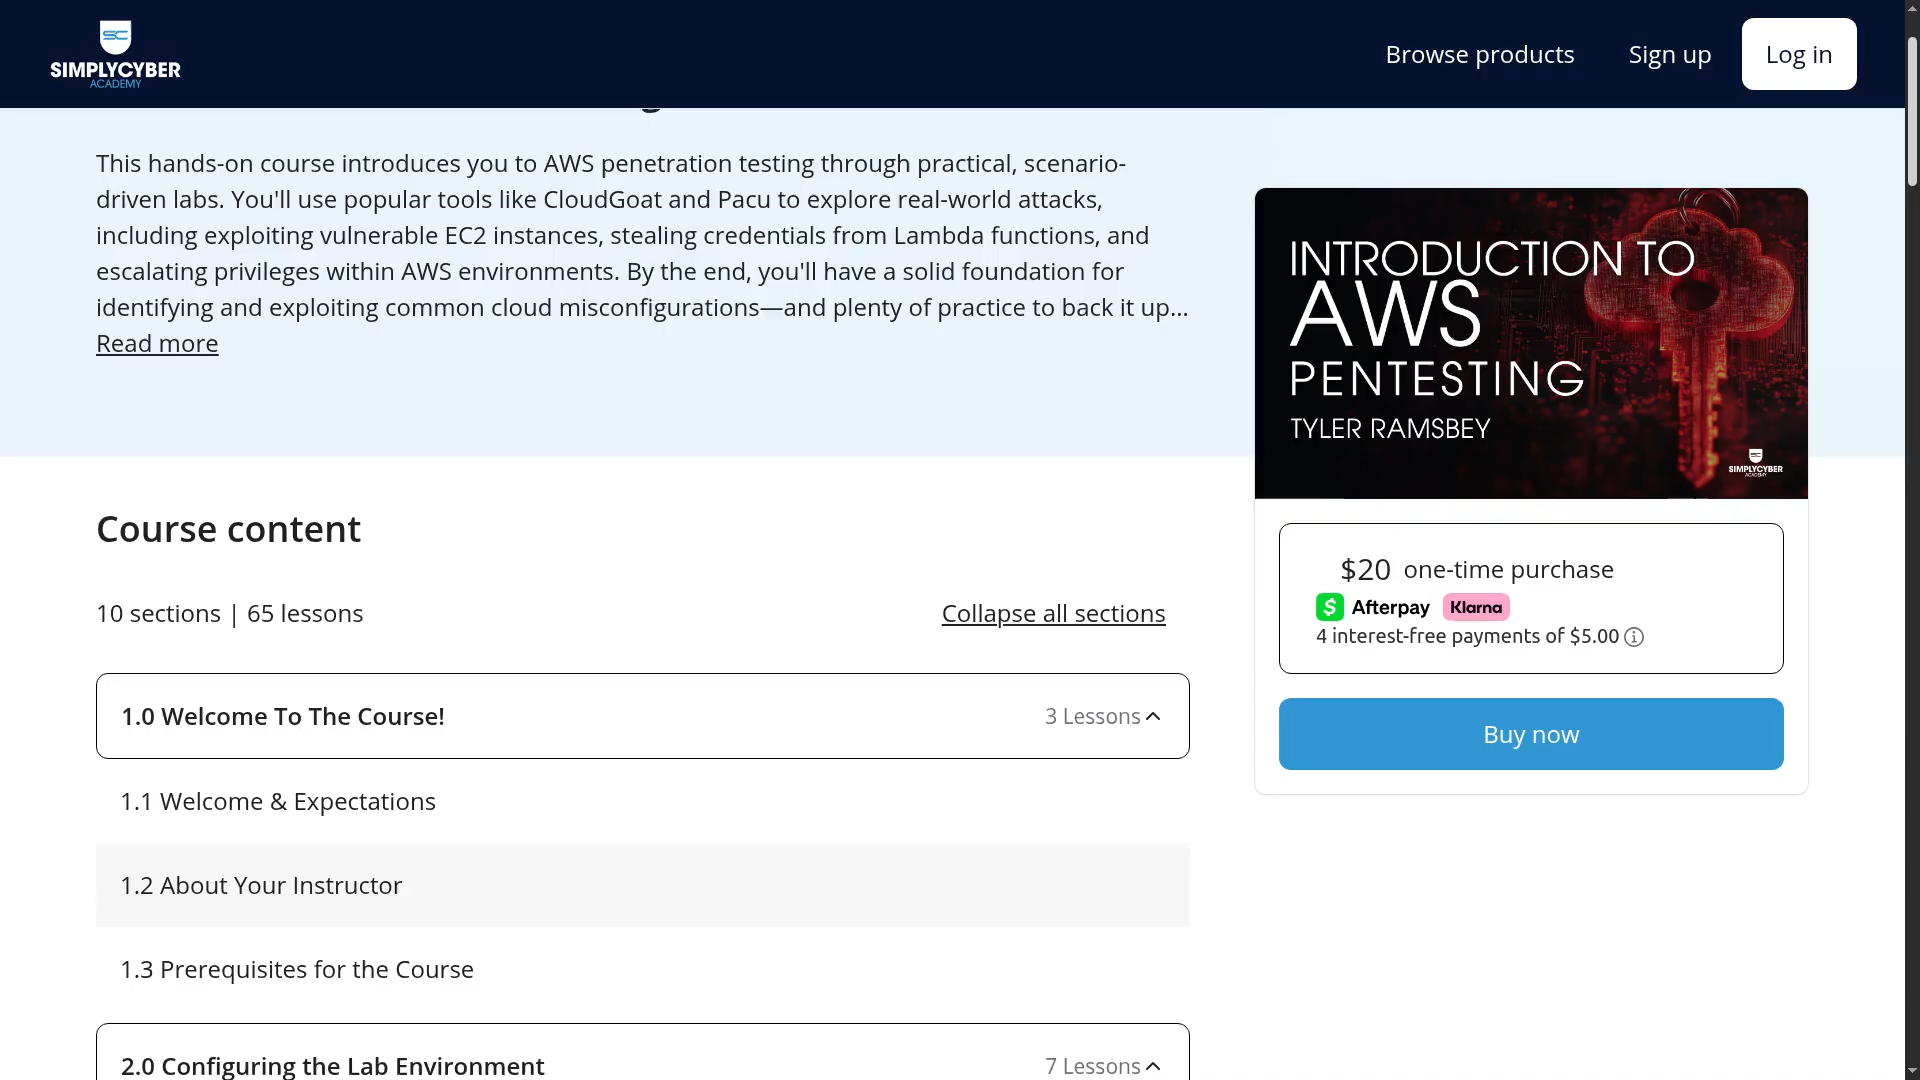 SIMPLYCYBER
ACADEMY
Browse products
Sign up
Log in
This hands-on course introduces you to AWS penetration testing through practical, scenario-
driven labs. You'll use popular tools like CloudGoat and Pacu to explore real-world attacks,
including exploiting vulnerable EC2 instances, stealing credentials from Lambda functions, and
escalating privileges within AWS environments. By the end, you'll have a solid foundation for
identifying and exploiting common cloud misconfigurations—and plenty of practice to back it up...
Read more
INTRODUCTION TO
AWS
PENTESTING
TYLER RAMSBEY
SIMPLYCYBER
ACADEMY
$20 one-time purchase
Afterpay Klarna
4 interest-free payments of $5.00
Buy now
Course content
10 sections | 65 lessons
Collapse all sections
1.0 Welcome To The Course!
3 Lessons
1.1 Welcome & Expectations
1.2 About Your Instructor
1.3 Prerequisites for the Course
2.0 Configuring the Lab Environment
7 Lessons